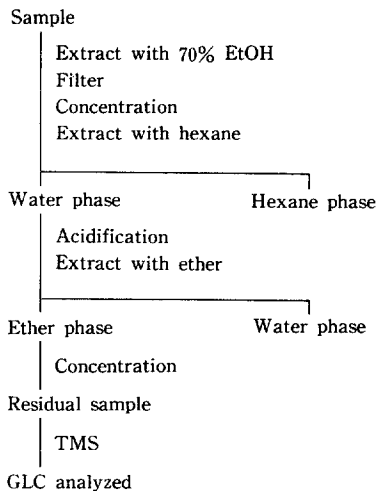 Sample
Extract with 70% EtOH
Filter
Concentration
Extract with hexane
Water phase
Hexane phase
Acidification
Extract with ether
Ether phase
Water phase
Concentration
Residual sample
TMS
GLC analyzed